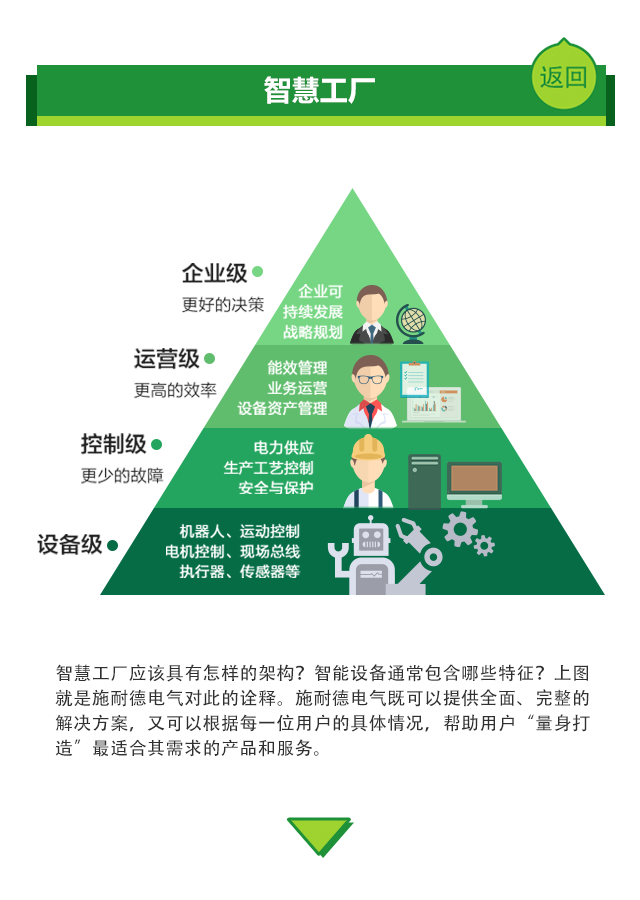 智慧工厂
返回
企业级
更好的决策
企业可
持续发展
战略规划
运营级
更高的效率
能效管理
业务运营
设备资产管理
控制级
更少的故障
电力供应
生产工艺控制
安全与保护
设备级
机器人、运动控制
电机控制、现场总线
执行器、传感器等
智慧工厂应该具有怎样的架构？智能设备通常包含哪些特征？上图
就是施耐德电气对此的诠释。施耐德电气既可以提供全面、完整的
解决方案，又可以根据每一位用户的具体情况，帮助用户“量身打
造”最适合其需求的产品和服务。